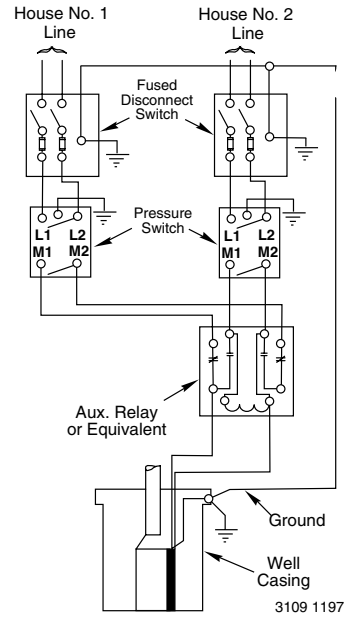 House No. 1
Line
House No. 2
Line
Fused
Disconnect
Switch
Pressure
Switch
L1 L2
M1 M2
L1 L2
M1 M2
Aux. Relay
or Equivalent
Ground
Well
Casing
3109 1197